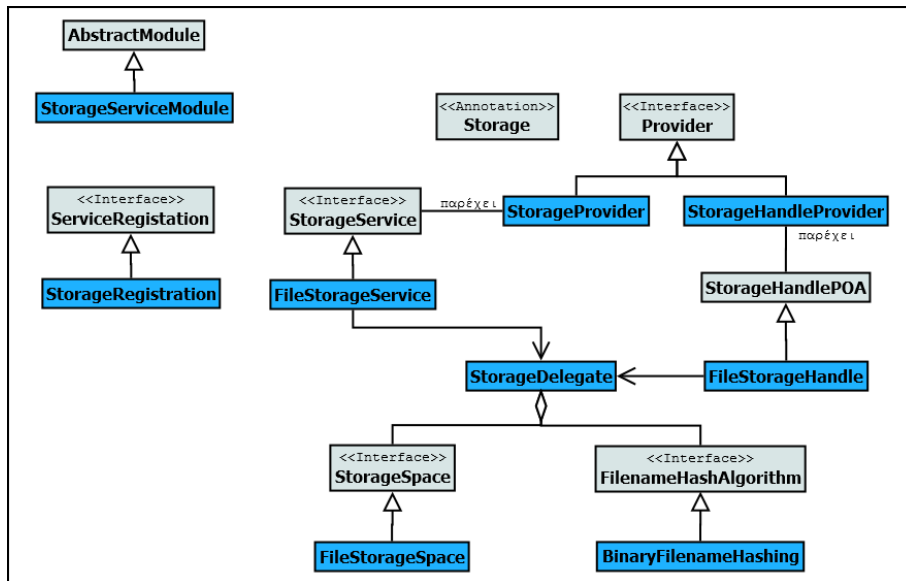 AbstractModule
StorageServiceModule
<<Annotation>>
Storage
<<Interface>>
Provider
<<Interface>>
ServiceRegistation
<<Interface>>
StorageService
παρέχει
StorageProvider
StorageHandleProvider
παρέχει
StorageRegistration
FileStorageService
StorageHandlePOA
StorageDelegate
FileStorageHandle
<<Interface>>
StorageSpace
<<Interface>>
FilenameHashAlgorithm
FileStorageSpace
BinaryFilenameHashing